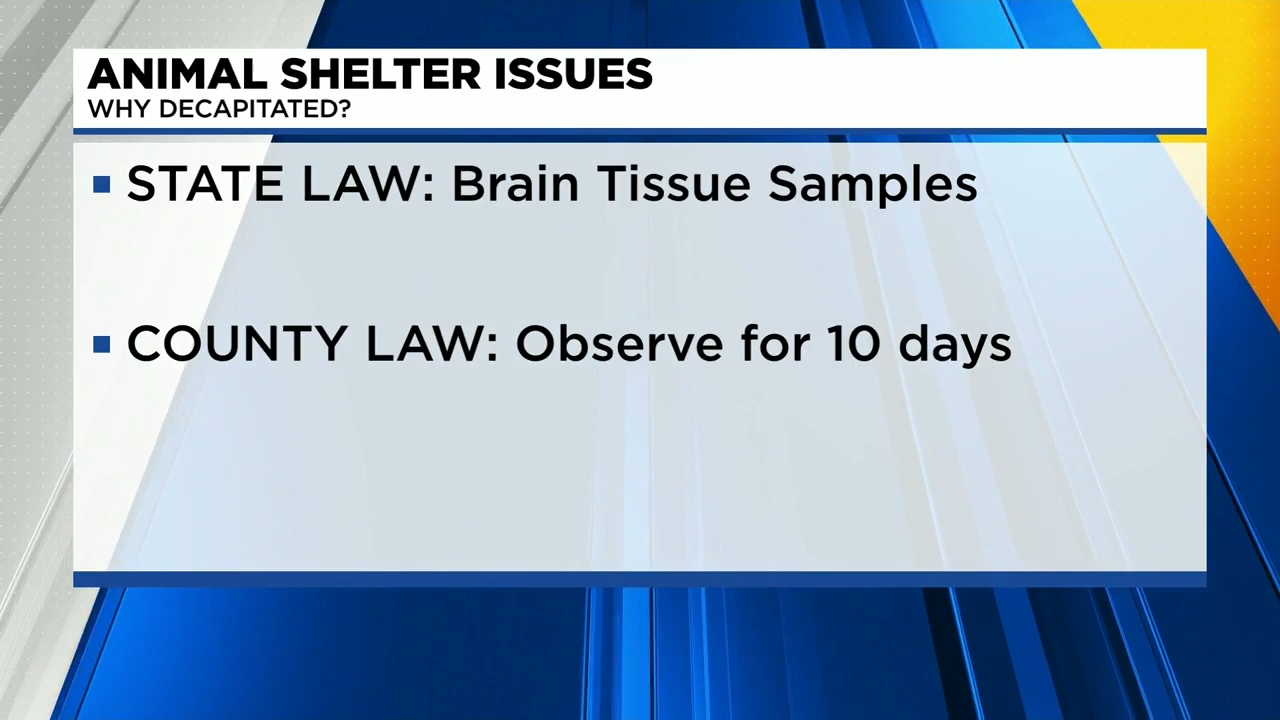 ANIMAL SHELTER ISSUES
WHY DECAPITATED?
STATE LAW: Brain Tissue Samples
COUNTY LAW: Observe for 10 days